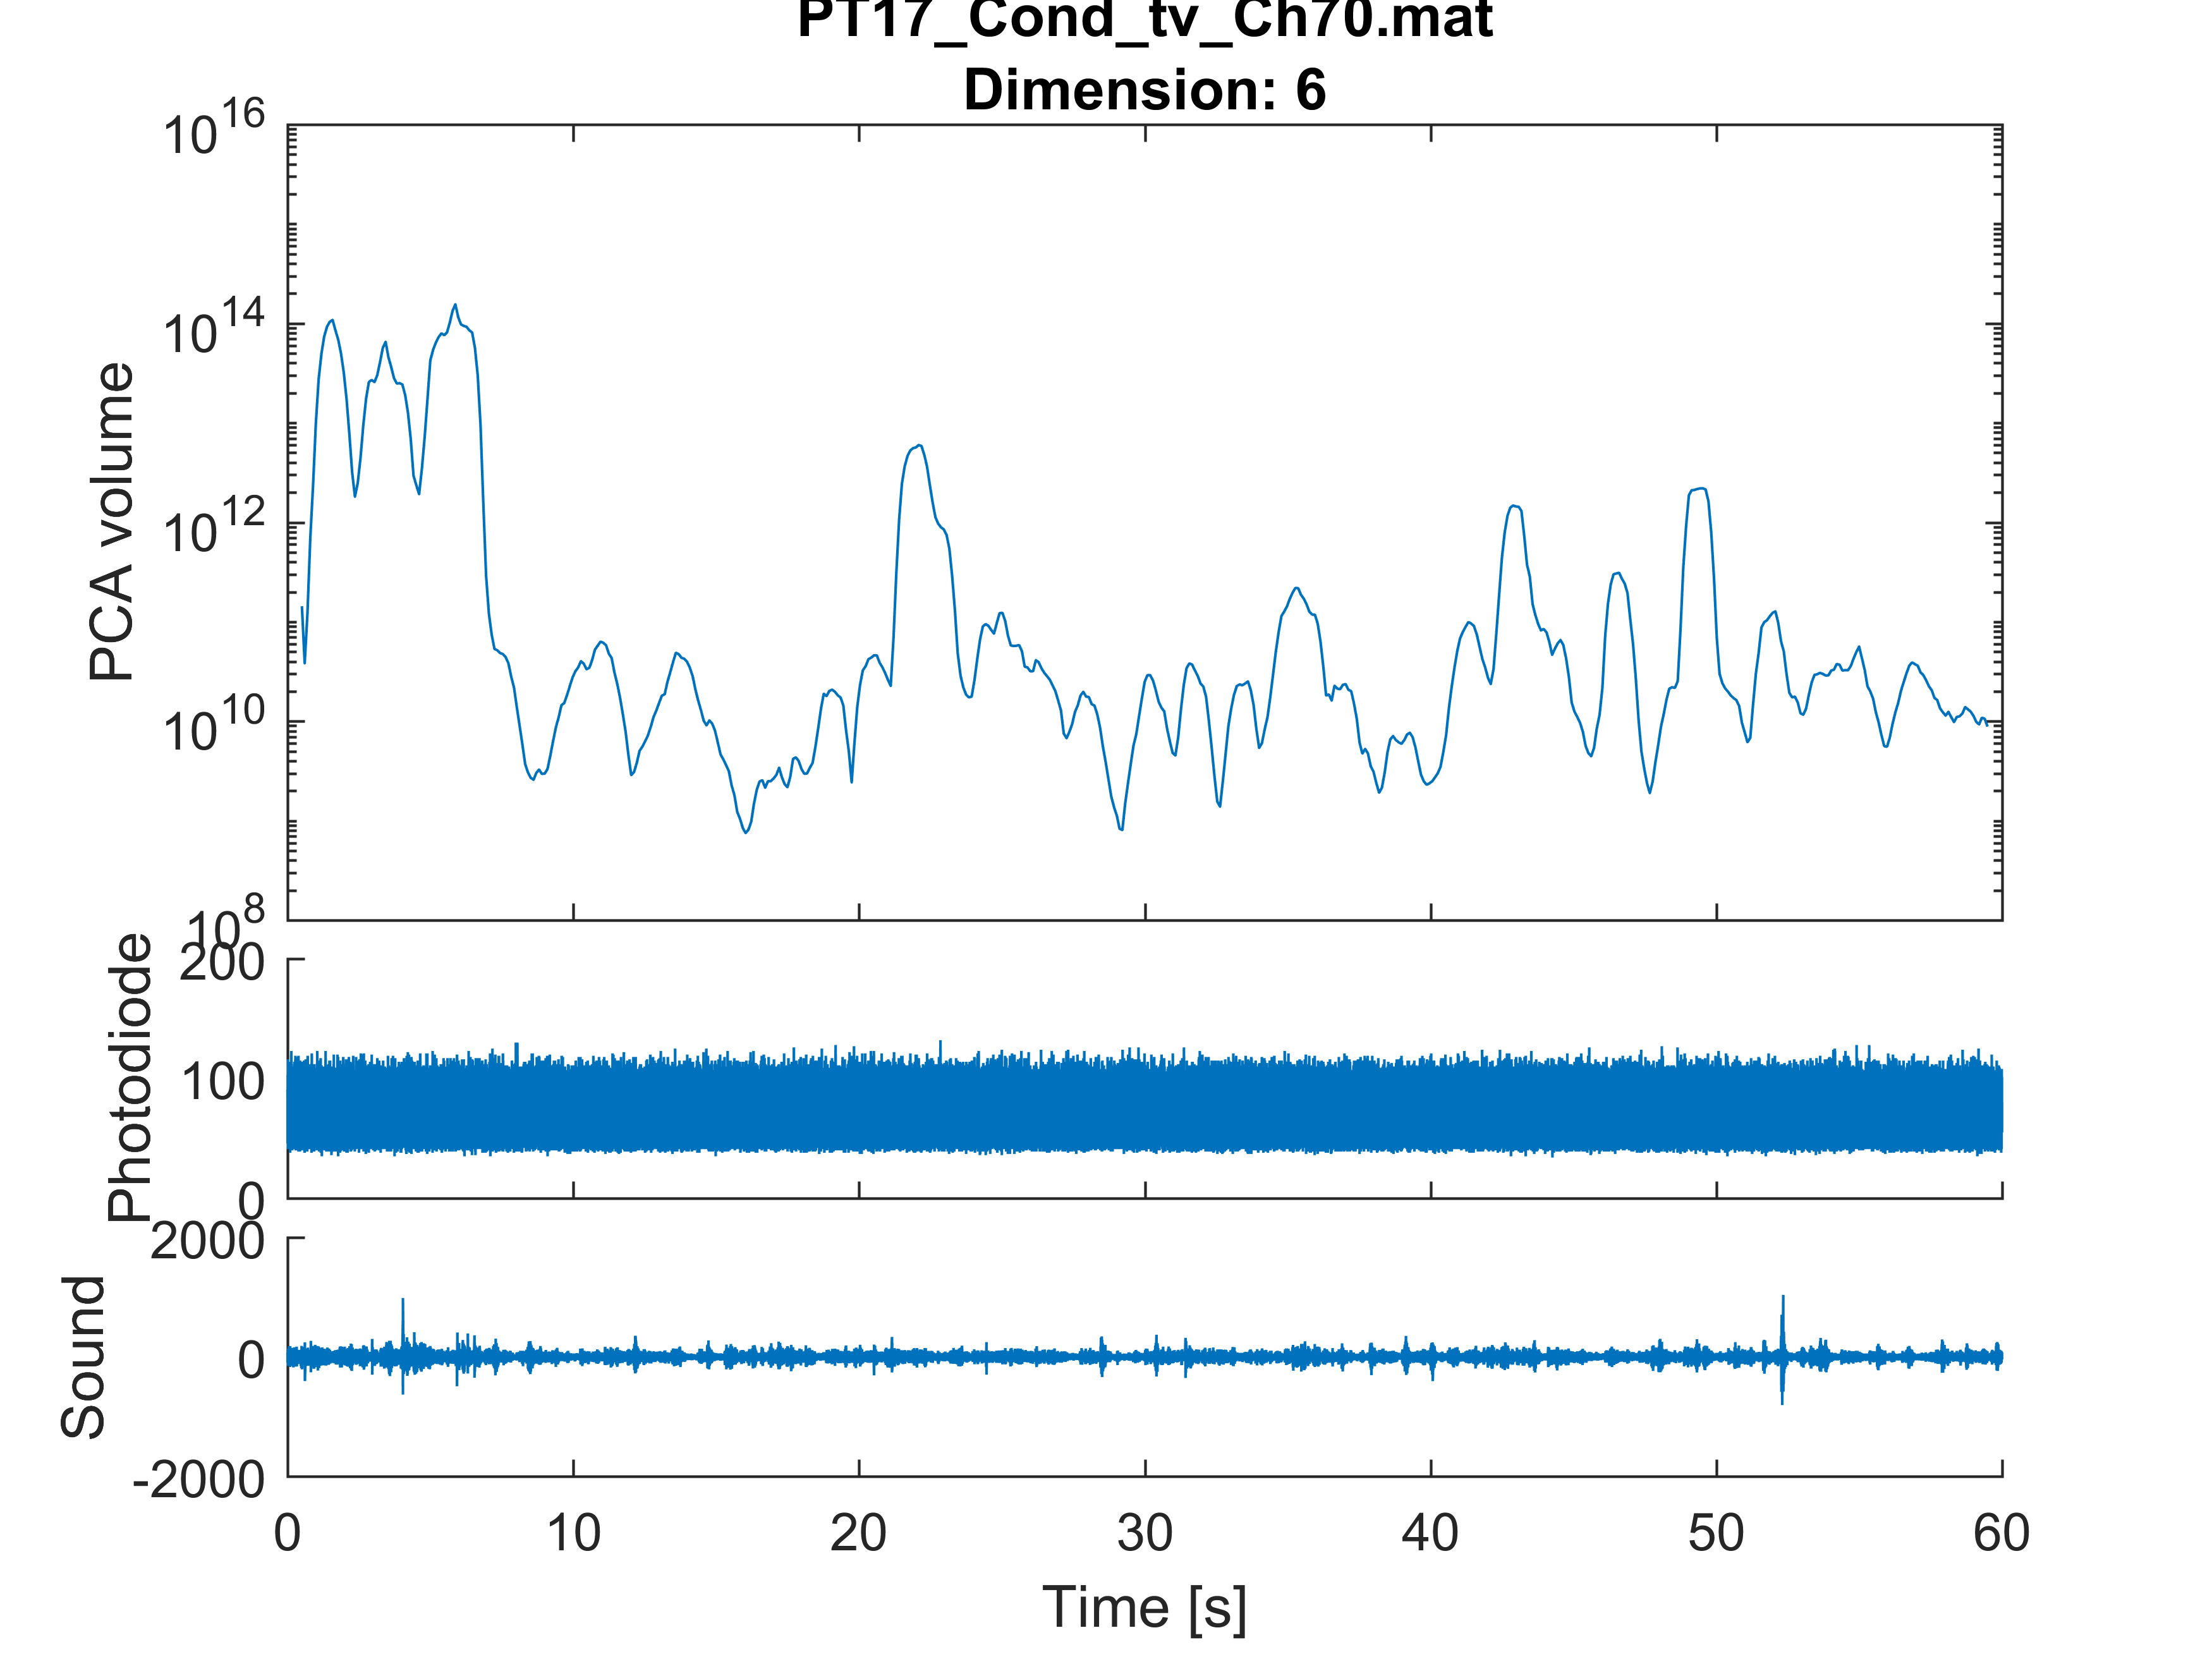 PT17_Cond_tv_Ch70.mat
Dimension: 6
10^16
10^14
10^12
10^10
10^8
PCA volume
200
100
0
Photodiode
2000
0
-2000
Sound
0 10 20 30 40 50 60
Time [s]